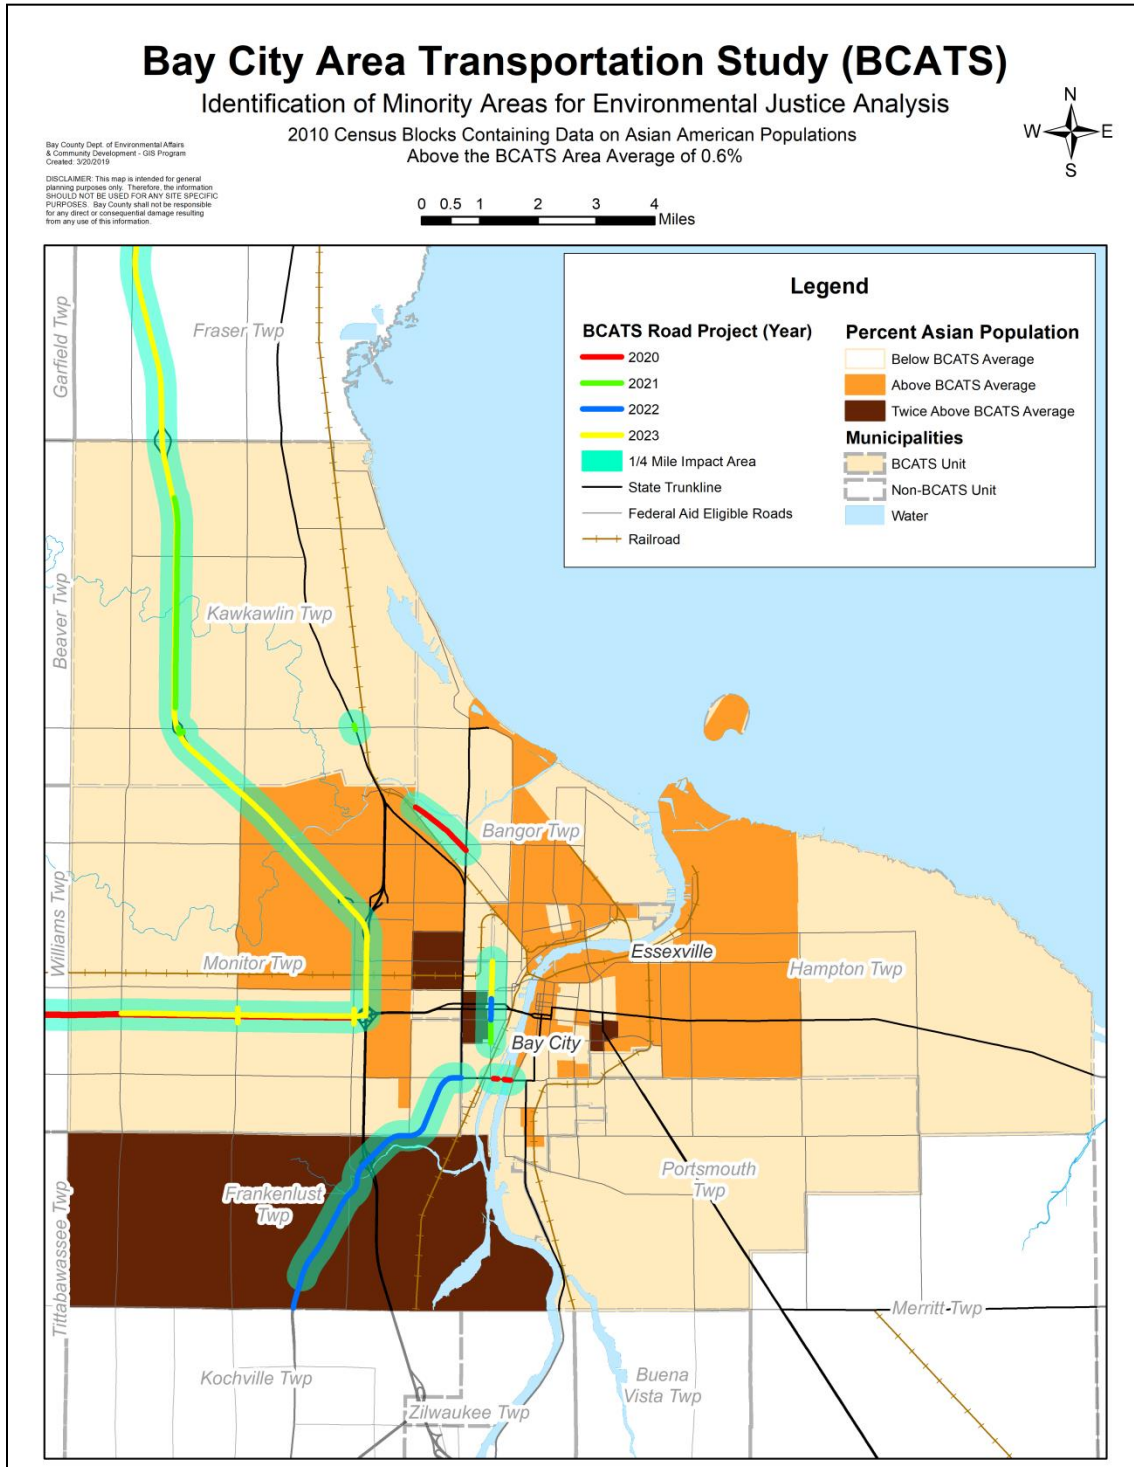 Bay City Area Transportation Study (BCATS)
Identification of Minority Areas for Environmental Justice Analysis
2010 Census Blocks Containing Data on Asian American Populations
Above the BCATS Area Average of 0.6%
Bay County Dept. of Environmental Affairs
& Community Development - GIS Program
Created: 3/20/2019
DISCLAIMER: This map is intended for general
planning purposes only. Therefore, the information
SHOULD NOT BE USED FOR ANY SITE SPECIFIC
PURPOSES. Bay County shall not be responsible
for any direct or consequential damage resulting
from any use of this information.
N
W E
S
0 0.5 1 2 3 4
Miles
Legend
BCATS Road Project (Year)
2020
2021
2022
2023
1/4 Mile Impact Area
State Trunkline
Federal Aid Eligible Roads
Railroad
Percent Asian Population
Below BCATS Average
Above BCATS Average
Twice Above BCATS Average
Municipalities
BCATS Unit
Non-BCATS Unit
Water
Garfield Twp
Fraser Twp
Beaver Twp
Kawkawlin Twp
Bangor Twp
Williams Twp
Monitor Twp
Essexville
Hampton Twp
Bay City
Portsmouth
Twp
Frankenlust
Twp
Tittabawassee Twp
Merritt Twp
Kochville Twp
Buena
Vista Twp
Zilwaukee Twp